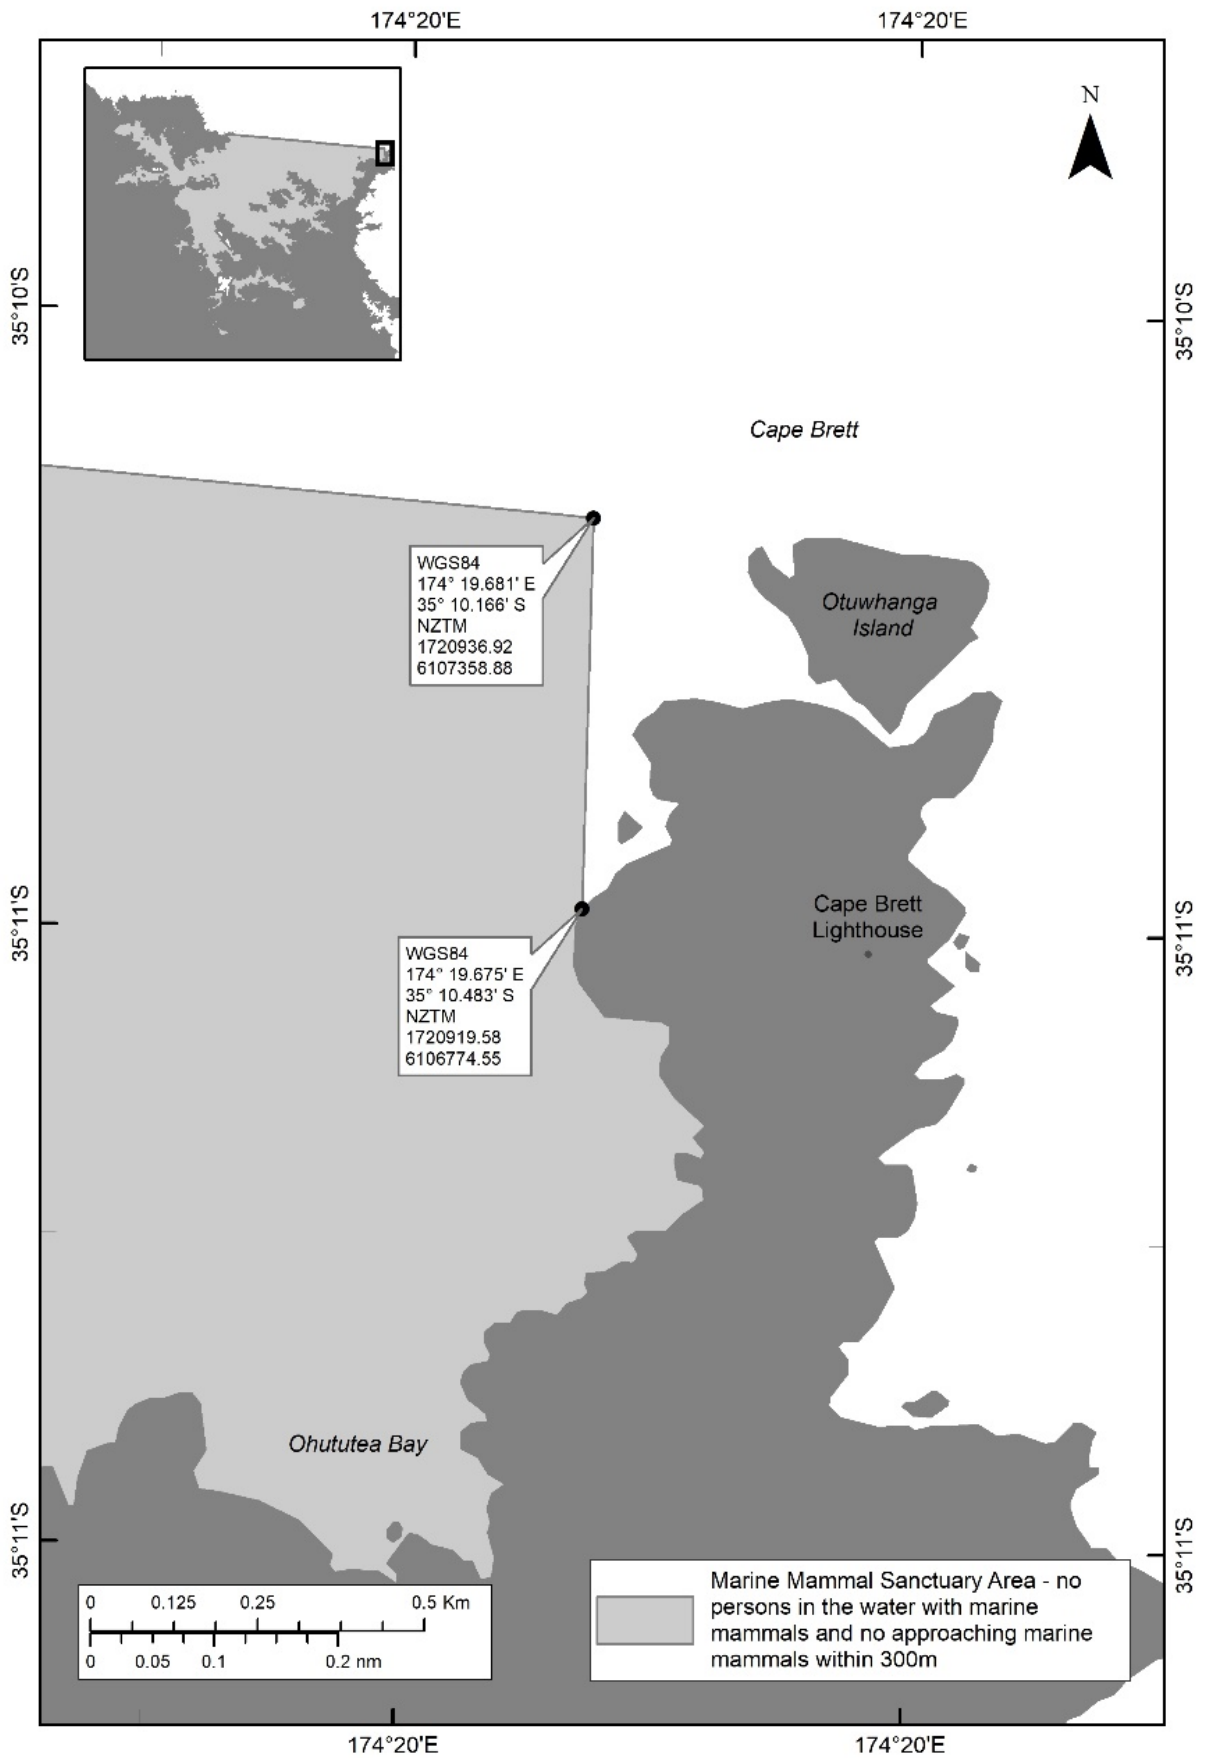 174°20'E
174°20'E
N
35°10'S
35°10'S
Cape Brett
WGS84
174° 19.681' E
35° 10.166' S
NZTM
1720936.92
6107358.88
Otuwhanga
Island
35°11'S
35°11'S
Cape Brett
Lighthouse
WGS84
174° 19.675' E
35° 10.483' S
NZTM
1720919.58
6106774.55
Ohututea Bay
35°11'S
35°11'S
0 0.125 0.25 0.5 Km
0 0.05 0.1 0.2 nm
Marine Mammal Sanctuary Area - no
persons in the water with marine
mammals and no approaching marine
mammals within 300m
174°20'E
174°20'E